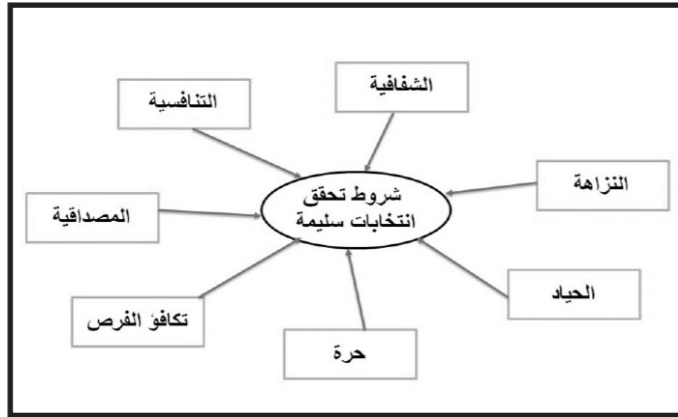 الشفافية
التنافسية
النزاهة
شروط تحقق
انتخابات سليمة
المصداقية
الحياد
تكافؤ الفرص
حرة